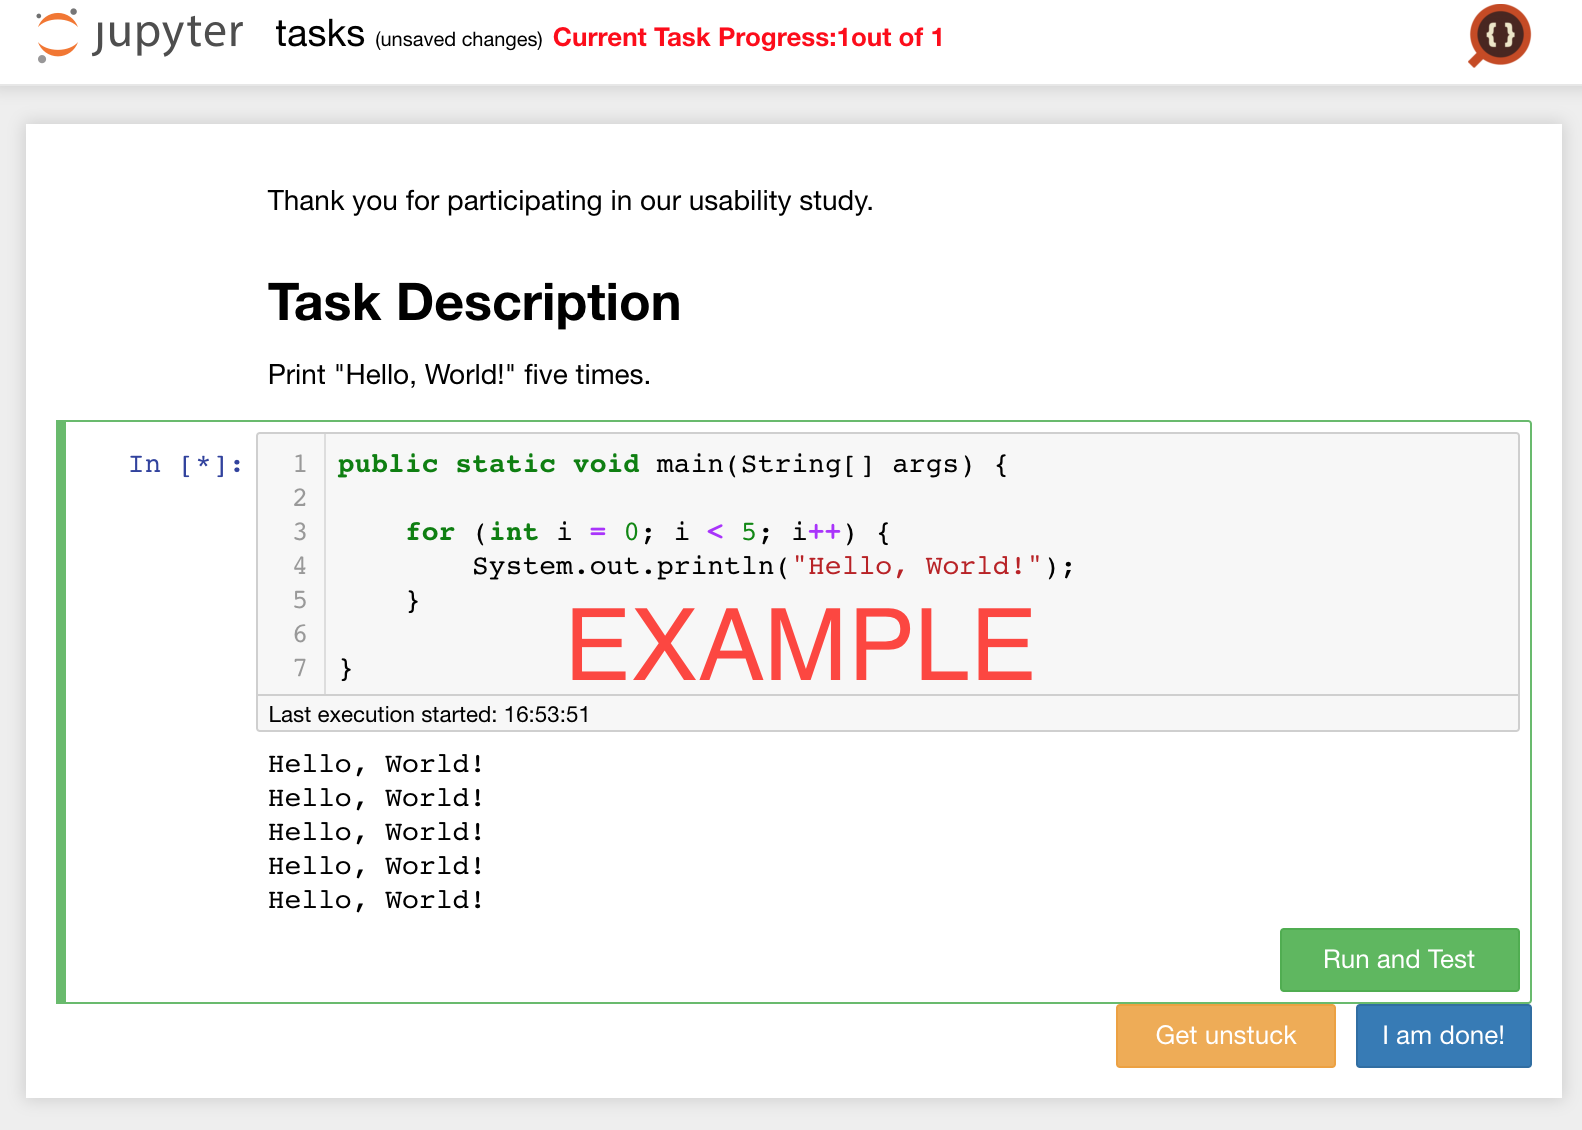 jupyter tasks (unsaved changes) Current Task Progress:1out of 1
{}
Thank you for participating in our usability study.
Task Description
Print "Hello, World!" five times.
In [*]: 1 public static void main(String[] args) {
2
3 for (int i = 0; i < 5; i++) {
4 System.out.println("Hello, World!");
5 }
6
7 }
EXAMPLE
Last execution started: 16:53:51
Hello, World!
Hello, World!
Hello, World!
Hello, World!
Hello, World!
Run and Test
Get unstuck I am done!